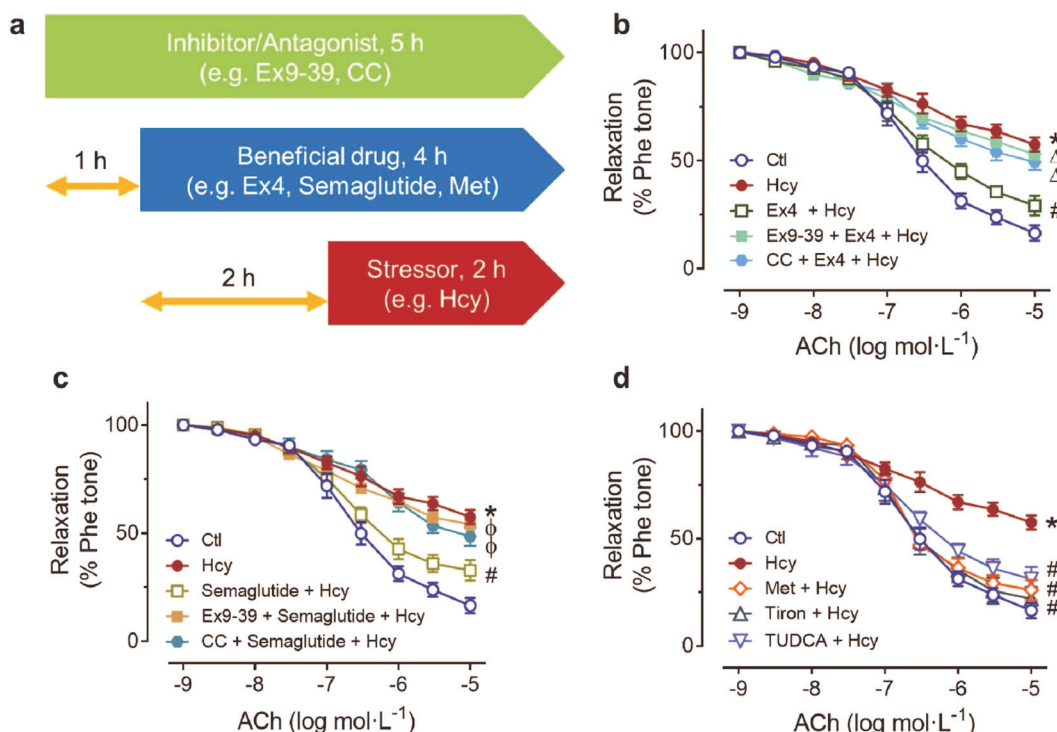 a
Inhibitor/Antagonist, 5 h
(e.g. Ex9-39, CC)
1 h
Beneficial drug, 4 h
(e.g. Ex4, Semaglutide, Met)
2 h
Stressor, 2 h
(e.g. Hcy)
b
Relaxation
(% Phe tone)
100
50
0
Ctl
Hcy
Ex4 + Hcy
Ex9-39 + Ex4 + Hcy
CC + Ex4 + Hcy
*
Δ
Δ
#
-9 -8 -7 -6 -5
ACh (log mol·L⁻¹)
c
Relaxation
(% Phe tone)
100
50
0
Ctl
Hcy
Semaglutide + Hcy
Ex9-39 + Semaglutide + Hcy
CC + Semaglutide + Hcy
*
ϕ
ϕ
#
-9 -8 -7 -6 -5
ACh (log mol·L⁻¹)
d
Relaxation
(% Phe tone)
100
50
0
Ctl
Hcy
Met + Hcy
Tiron + Hcy
TUDCA + Hcy
*
#
#
#
-9 -8 -7 -6 -5
ACh (log mol·L⁻¹)